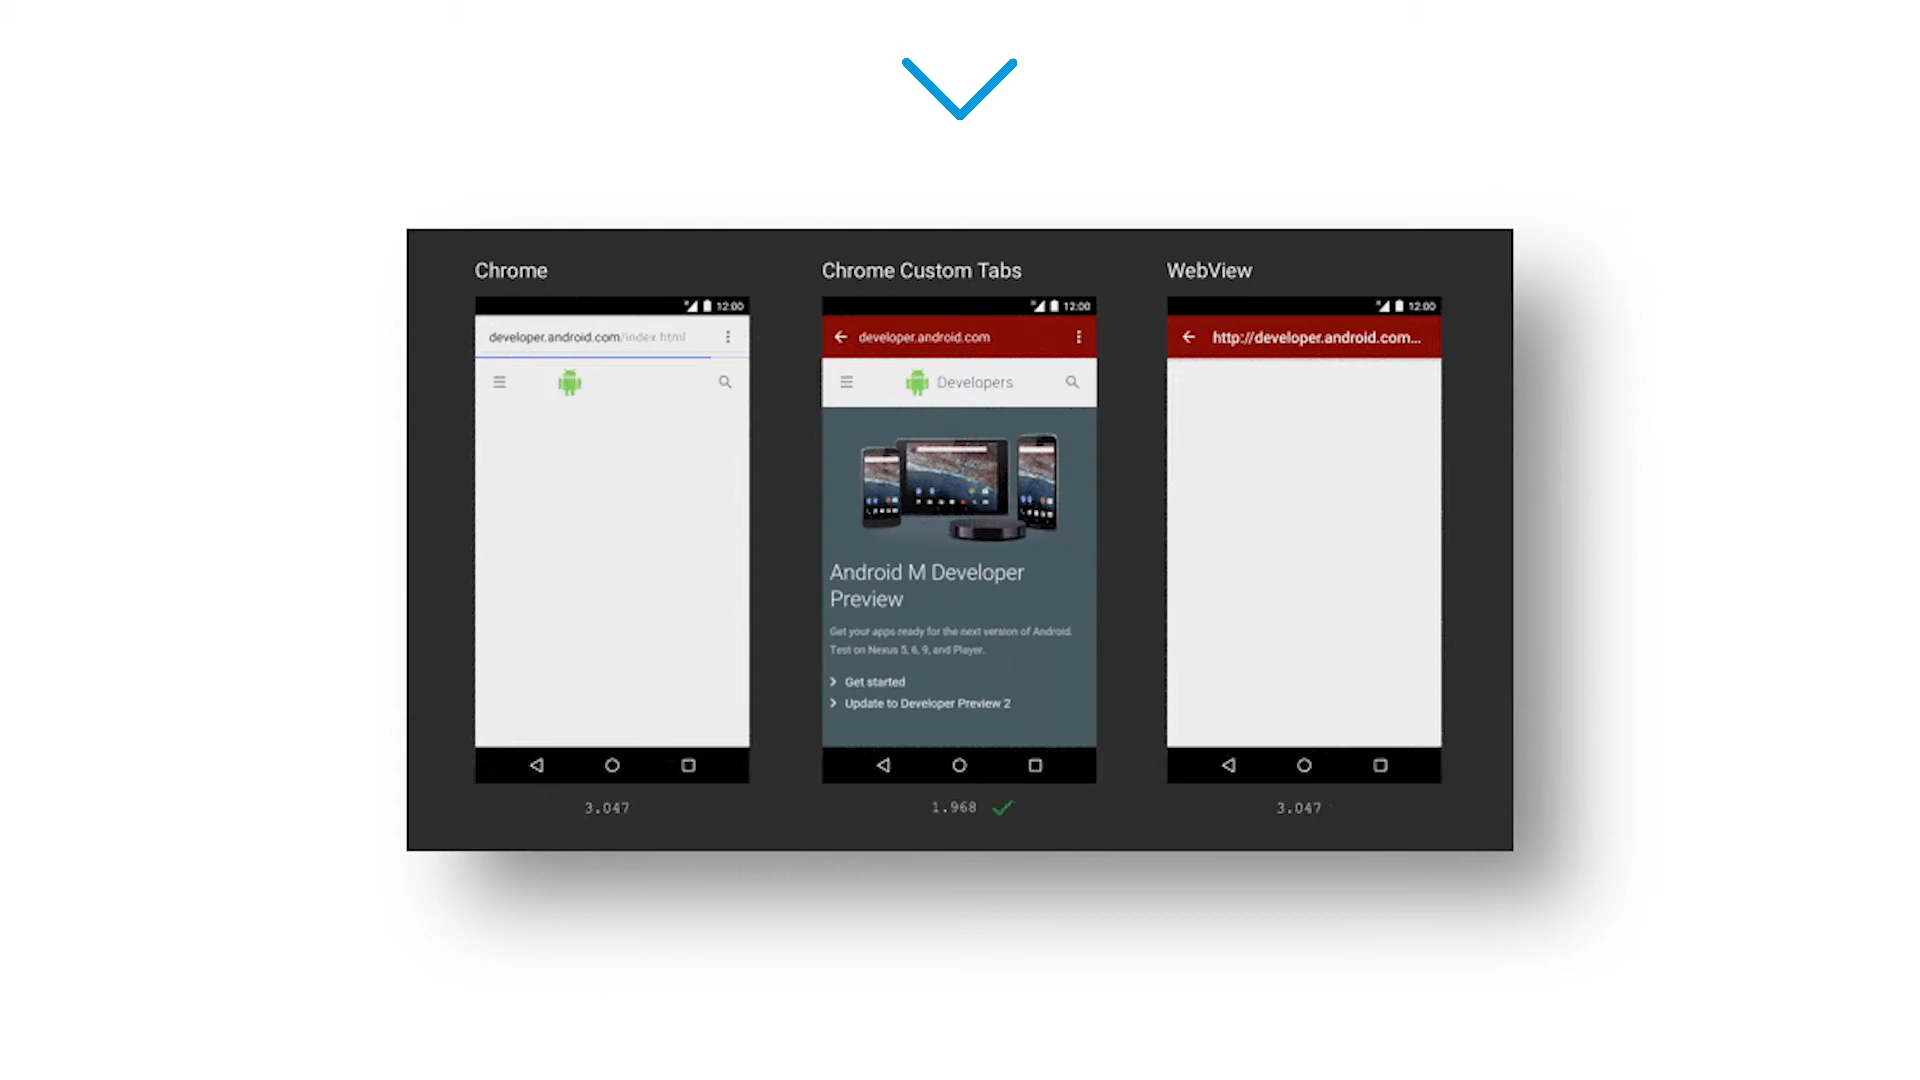 Chrome
12:00
developer.android.com/index.html
3.047
Chrome Custom Tabs
12:00
developer.android.com
Developers
Android M Developer
Preview
Get your apps ready for the next version of Android.
Test on Nexus 5, 6, 9, and Player.
Get started
Update to Developer Preview 2
1.968
WebView
12:00
http://developer.android.com...
3.047